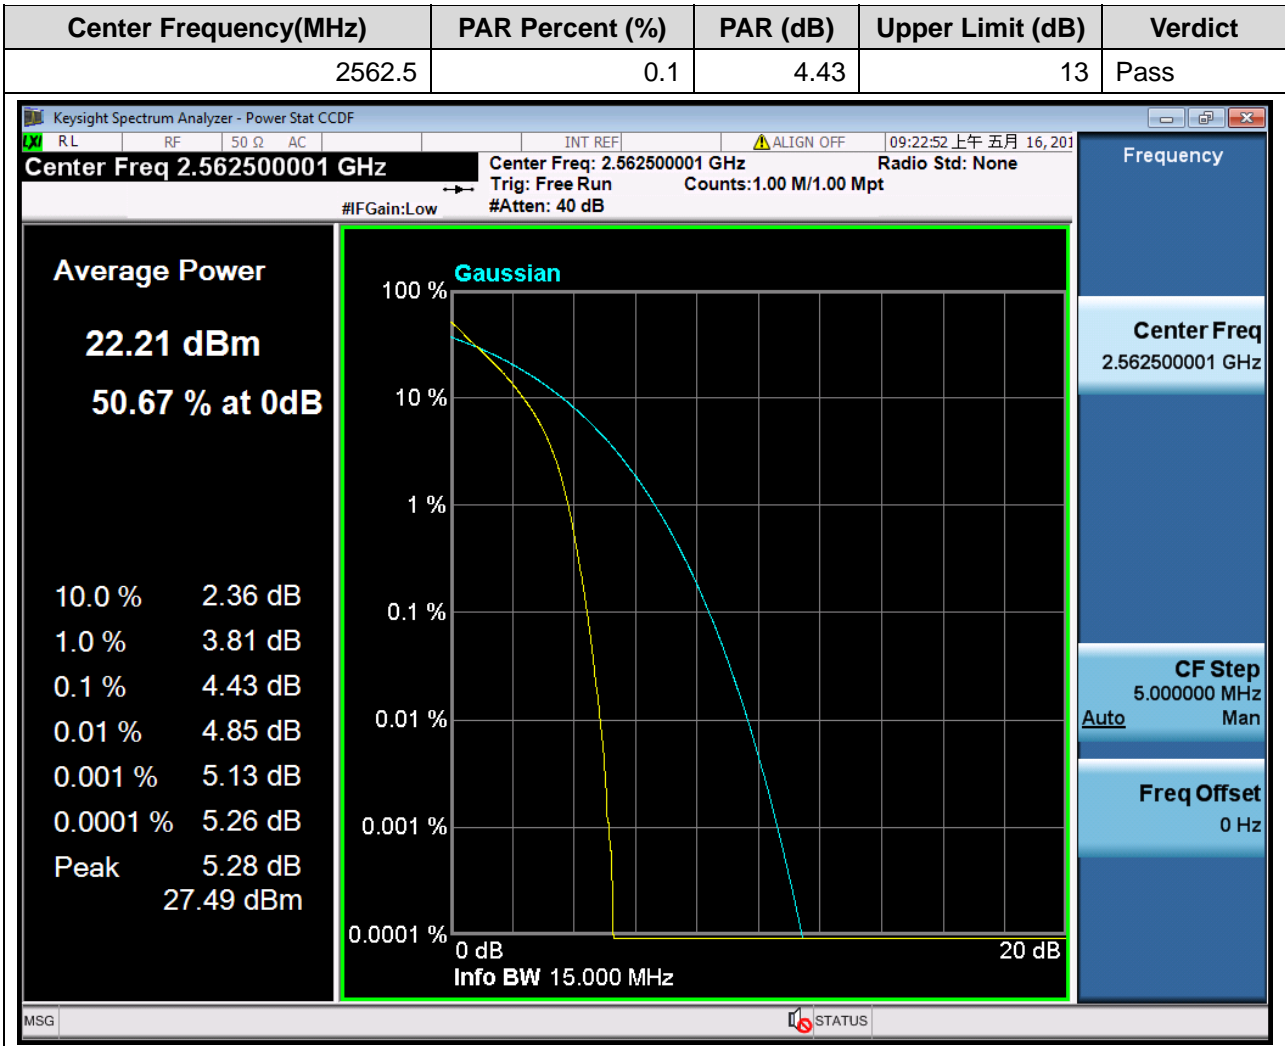 Center Frequency(MHz) PAR Percent (%) PAR (dB) Upper Limit (dB) Verdict
2562.5 0.1 4.43 13 Pass
Keysight Spectrum Analyzer - Power Stat CCDF
LXI RL RF 50 Ω AC INT REF ALIGN OFF 09:22:52 上午 五月 16, 201
Center Freq 2.562500001 GHz
Center Freq: 2.562500001 GHz Radio Std: None
Trig: Free Run Counts:1.00 M/1.00 Mpt
#IFGain:Low #Atten: 40 dB
Average Power
22.21 dBm
50.67 % at 0dB
10.0 % 2.36 dB
1.0 % 3.81 dB
0.1 % 4.43 dB
0.01 % 4.85 dB
0.001 % 5.13 dB
0.0001 % 5.26 dB
Peak 5.28 dB
27.49 dBm
Gaussian
100 %
10 %
1 %
0.1 %
0.01 %
0.001 %
0.0001 %
0 dB 20 dB
Info BW 15.000 MHz
Frequency
Center Freq
2.562500001 GHz
CF Step
5.000000 MHz
Auto Man
Freq Offset
0 Hz
MSG STATUS